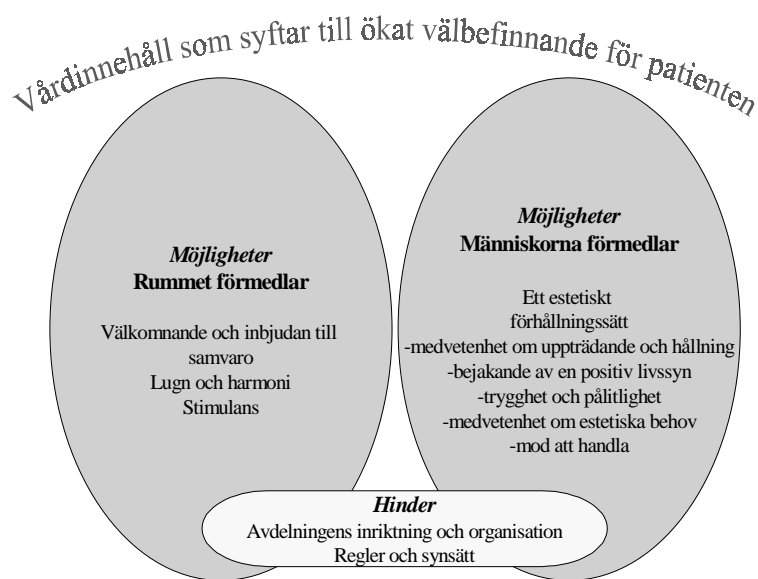 Vårdinnehåll som syftar till ökat välbefinnande för patienten
Möjligheter
Rummet förmedlar
Välkomnande och inbjudan till
samvaro
Lugn och harmoni
Stimulans
Möjligheter
Människorna förmedlar
Ett estetiskt
förhållningssätt
-medvetenhet om uppträdande och hållning
-bejakande av en positiv livssyn
-trygghet och pålitlighet
-medvetenhet om estetiska behov
-mod att handla
Hinder
Avdelningens inriktning och organisation
Regler och synsätt